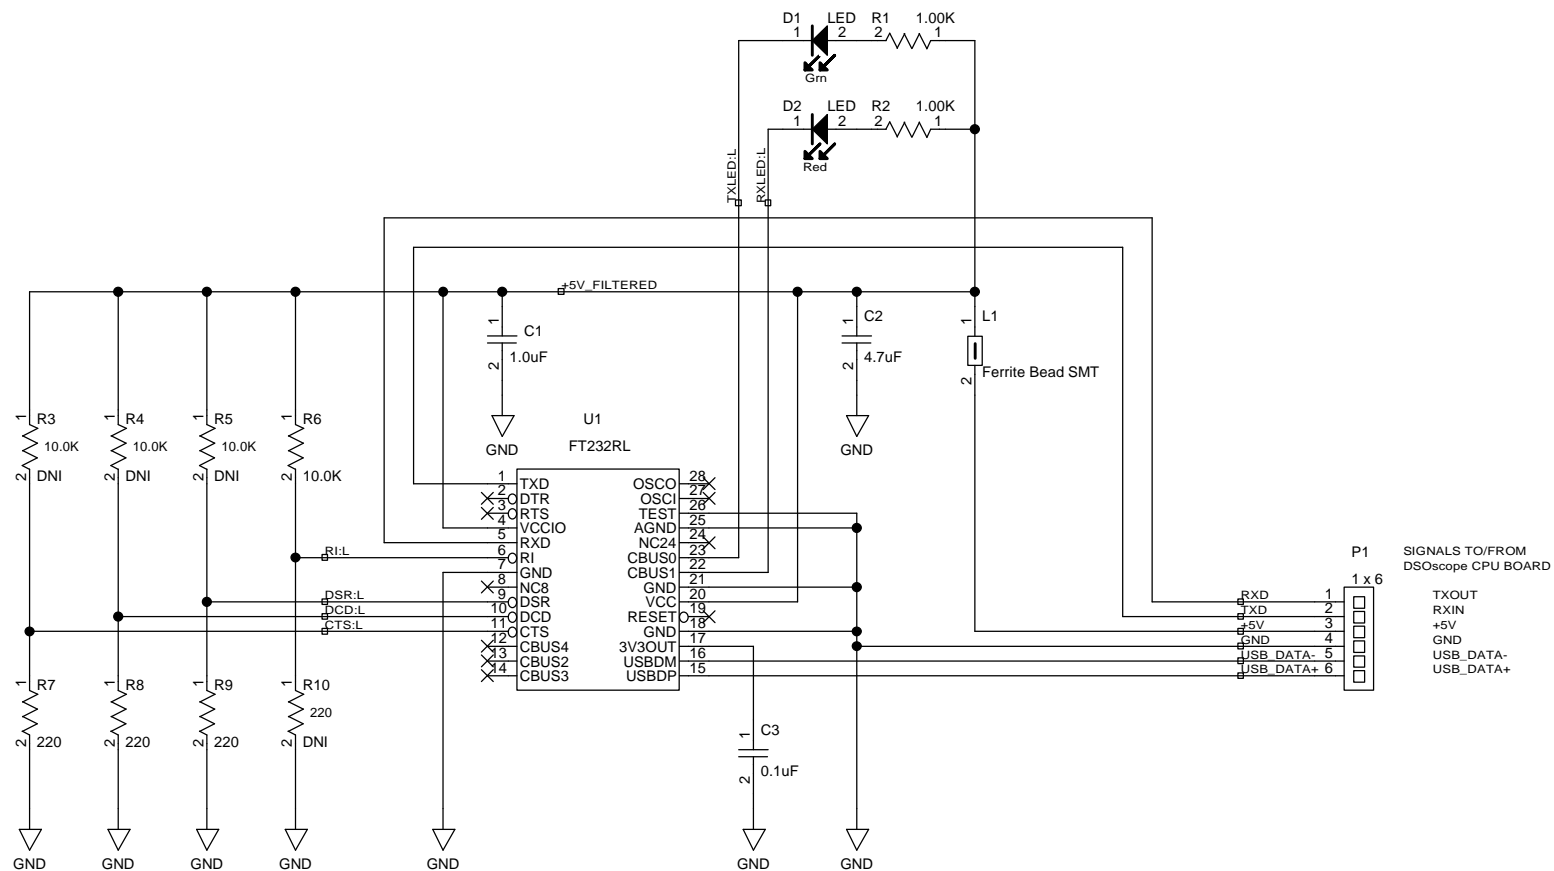 D1 LED R1 1.00K
1 2 2 1
Grn
D2 LED R2 1.00K
1 2 2 1
Red
TXLED:L
RXLED:L
+5V_FILTERED
1 C1
1.0uF
2
GND
1 C2
4.7uF
2
GND
1 L1
Ferrite Bead SMT
2
1 R3
10.0K
2 DNI
1 R4
10.0K
2 DNI
1 R5
10.0K
2 DNI
1 R6
2 10.0K
U1
FT232RL
1 TXD
2 DTR
3 RTS
4 VCCIO
5 RXD
6 RI
7 GND
8 NC8
9 DSR
10 DCD
11 CTS
12 CBUS4
13 CBUS2
14 CBUS3
OSCO 28
OSCI 27
TEST 26
AGND 25
NC24 24
CBUS0 23
CBUS1 22
GND 21
VCC 20
RESET 19
GND 18
3V3OUT 17
USBDM 16
USBDP 15
RI:L
DSR:L
DCD:L
CTS:L
P1 SIGNALS TO/FROM
DSOscope CPU BOARD
1 x 6
RXD 1 TXOUT
TXD 2 RXIN
+5V 3 +5V
GND 4 GND
USB_DATA- 5 USB_DATA-
USB_DATA+ 6 USB_DATA+
1 R7
2 220
1 R8
2 220
1 R9
2 220
1 R10
220
2 DNI
1 C3
0.1uF
2
GND
GND
GND
GND
GND
GND
GND